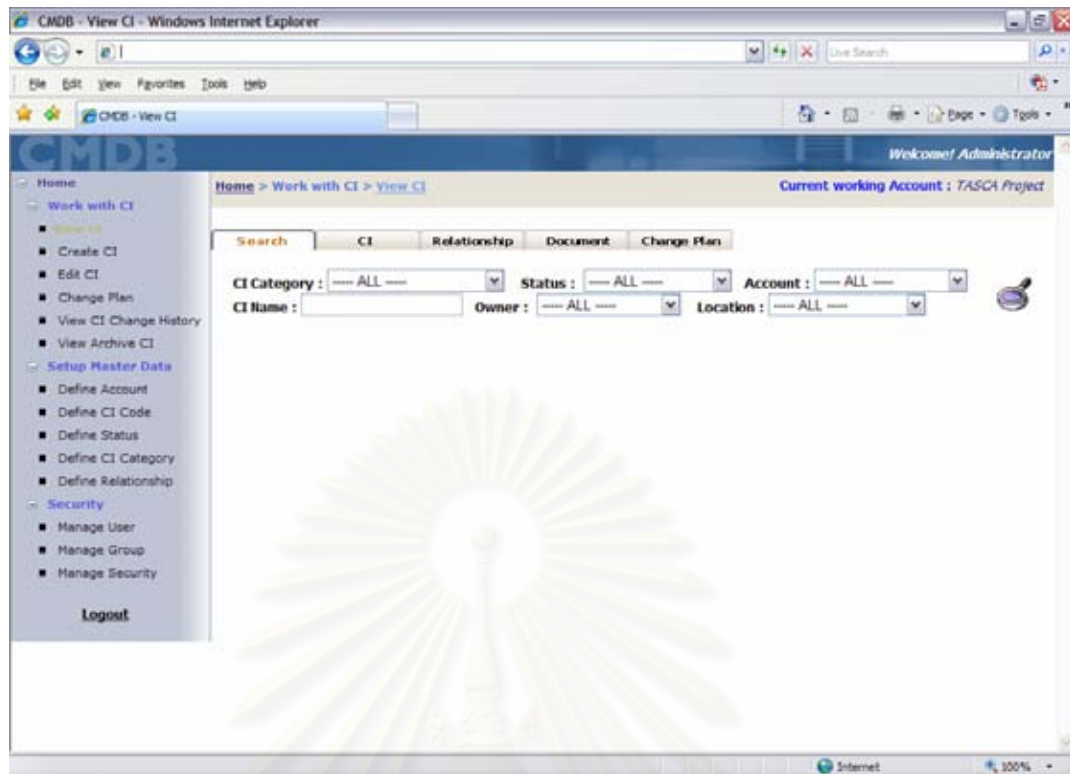 CMDB - View CI - Windows Internet Explorer
Live Search
File Edit View Favorites Tools Help
CMDB - View CI
Page Tools
CMDB
Welcome! Administrator
Home
Home > Work with CI > View CI
Current working Account : TASCA Project
Work with CI
View CI
Create CI
Edit CI
Change Plan
View CI Change History
View Archive CI
Setup Master Data
Define Account
Define CI Code
Define Status
Define CI Category
Define Relationship
Security
Manage User
Manage Group
Manage Security
Logout
Search CI Relationship Document Change Plan
CI Category : ---- ALL ---- Status : ---- ALL ---- Account : ---- ALL ----
CI Name : Owner : ---- ALL ---- Location : ---- ALL ----
Internet 100%